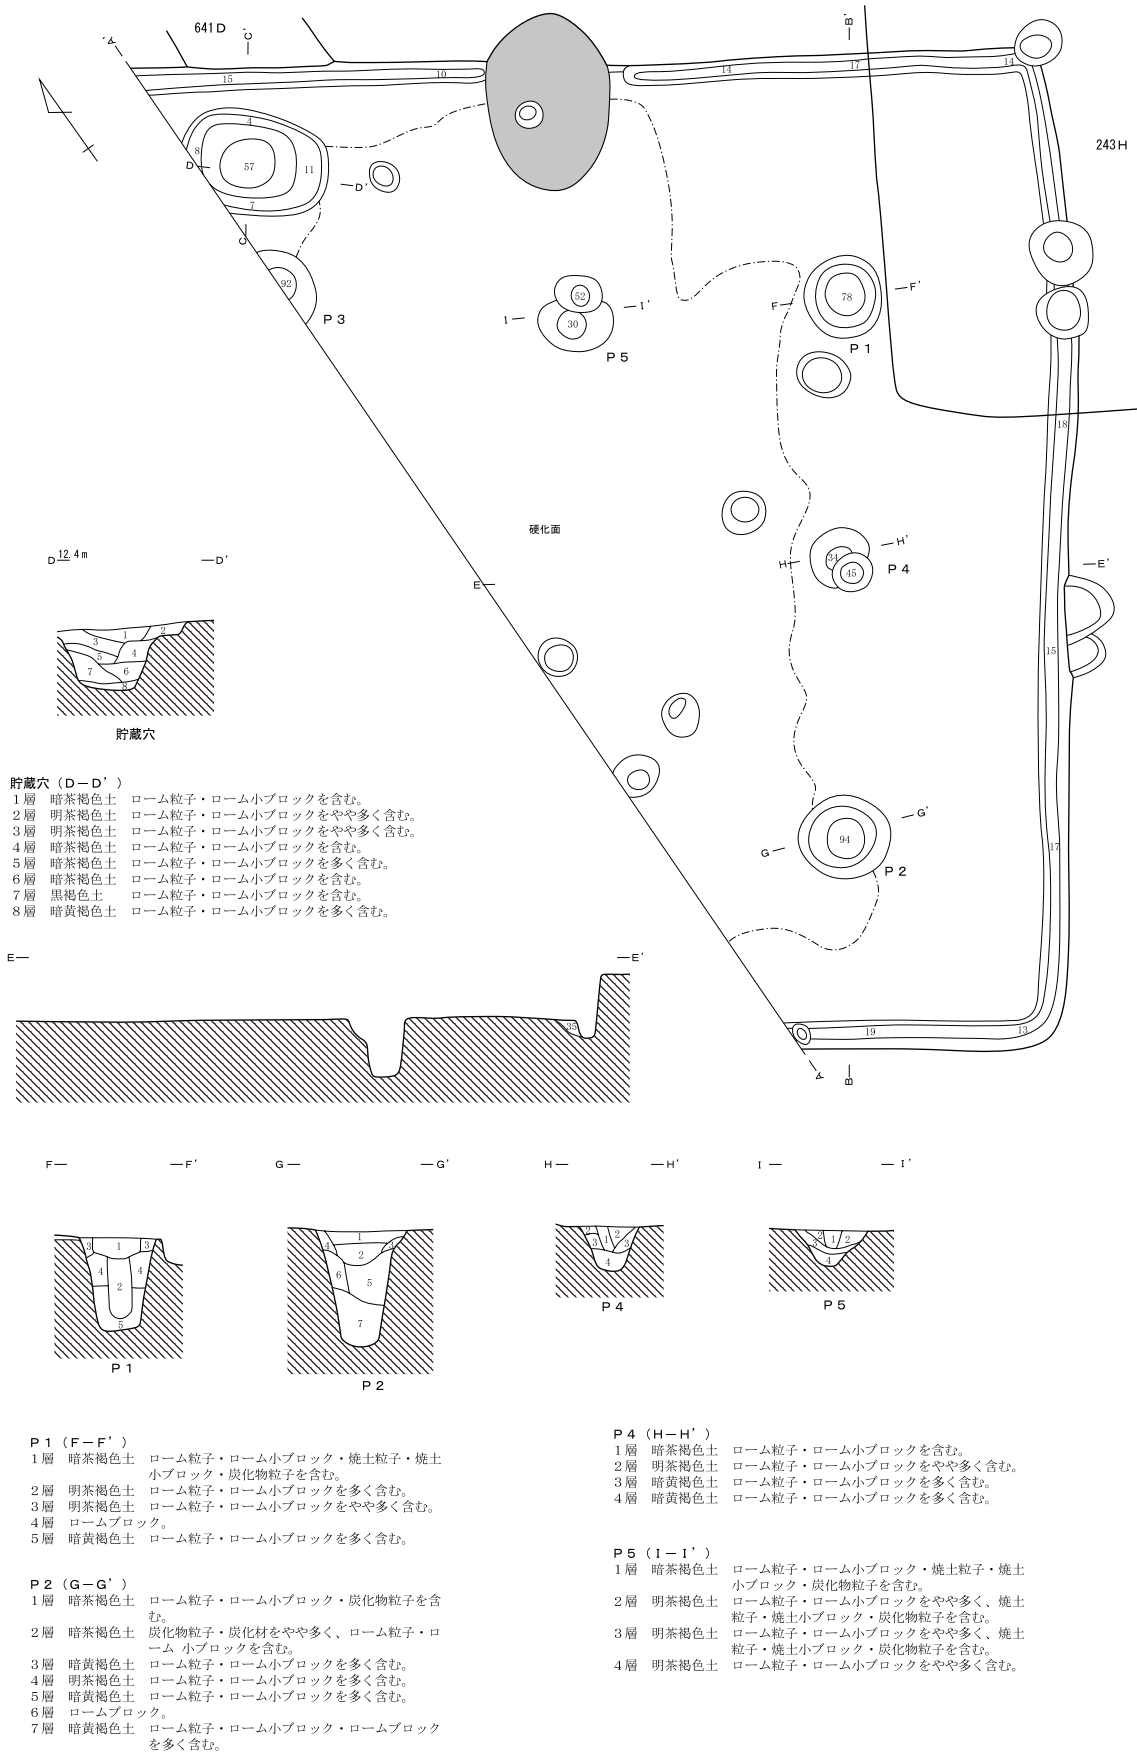 641D
C'
B'
A'
15
10
14
17
14
243H
4
8
57
11
D
D'
7
C
92
P3
52
30
I
I'
P5
78
F
F'
P1
18
硬化面
34
45
H
H'
P4
E
E'
15
17
94
G
G'
P2
19
13
A
B
D
12.4m
D'
1
2
3
4
5
6
7
8
貯蔵穴
貯蔵穴（D－D’）
1層 暗茶褐色土 ローム粒子・ローム小ブロックを含む。
2層 明茶褐色土 ローム粒子・ローム小ブロックをやや多く含む。
3層 明茶褐色土 ローム粒子・ローム小ブロックをやや多く含む。
4層 暗茶褐色土 ローム粒子・ローム小ブロックを含む。
5層 暗茶褐色土 ローム粒子・ローム小ブロックを多く含む。
6層 暗茶褐色土 ローム粒子・ローム小ブロックを含む。
7層 黒褐色土 ローム粒子・ローム小ブロックを含む。
8層 暗黄褐色土 ローム粒子・ローム小ブロックを多く含む。
E
E'
35
F
F'
G
G'
H
H'
I
I'
3
1
3
4
2
4
5
P1
1
4
2
3
6
5
7
P2
2
1
2
3
3
4
P4
2
1
2
3
4
P5
P1（F－F’）
1層 暗茶褐色土 ローム粒子・ローム小ブロック・焼土粒子・焼土
小ブロック・炭化物粒子を含む。
2層 明茶褐色土 ローム粒子・ローム小ブロックを多く含む。
3層 明茶褐色土 ローム粒子・ローム小ブロックをやや多く含む。
4層 ロームブロック。
5層 暗黄褐色土 ローム粒子・ローム小ブロックを多く含む。
P2（G－G’）
1層 暗茶褐色土 ローム粒子・ローム小ブロック・炭化物粒子を含
む。
2層 暗茶褐色土 炭化物粒子・炭化材をやや多く、ローム粒子・ロ
ーム 小ブロックを含む。
3層 暗黄褐色土 ローム粒子・ローム小ブロックを多く含む。
4層 明茶褐色土 ローム粒子・ローム小ブロックを多く含む。
5層 暗黄褐色土 ローム粒子・ローム小ブロックを多く含む。
6層 ロームブロック。
7層 暗黄褐色土 ローム粒子・ローム小ブロック・ロームブロック
を多く含む。
P4（H－H’）
1層 暗茶褐色土 ローム粒子・ローム小ブロックを含む。
2層 明茶褐色土 ローム粒子・ローム小ブロックをやや多く含む。
3層 暗黄褐色土 ローム粒子・ローム小ブロックを多く含む。
4層 暗黄褐色土 ローム粒子・ローム小ブロックを多く含む。
P5（I－I’）
1層 暗茶褐色土 ローム粒子・ローム小ブロック・焼土粒子・焼土
小ブロック・炭化物粒子を含む。
2層 明茶褐色土 ローム粒子・ローム小ブロックをやや多く、焼土
粒子・焼土小ブロック・炭化物粒子を含む。
3層 明茶褐色土 ローム粒子・ローム小ブロックをやや多く、焼土
粒子・焼土小ブロック・炭化物粒子を含む。
4層 明茶褐色土 ローム粒子・ローム小ブロックをやや多く含む。